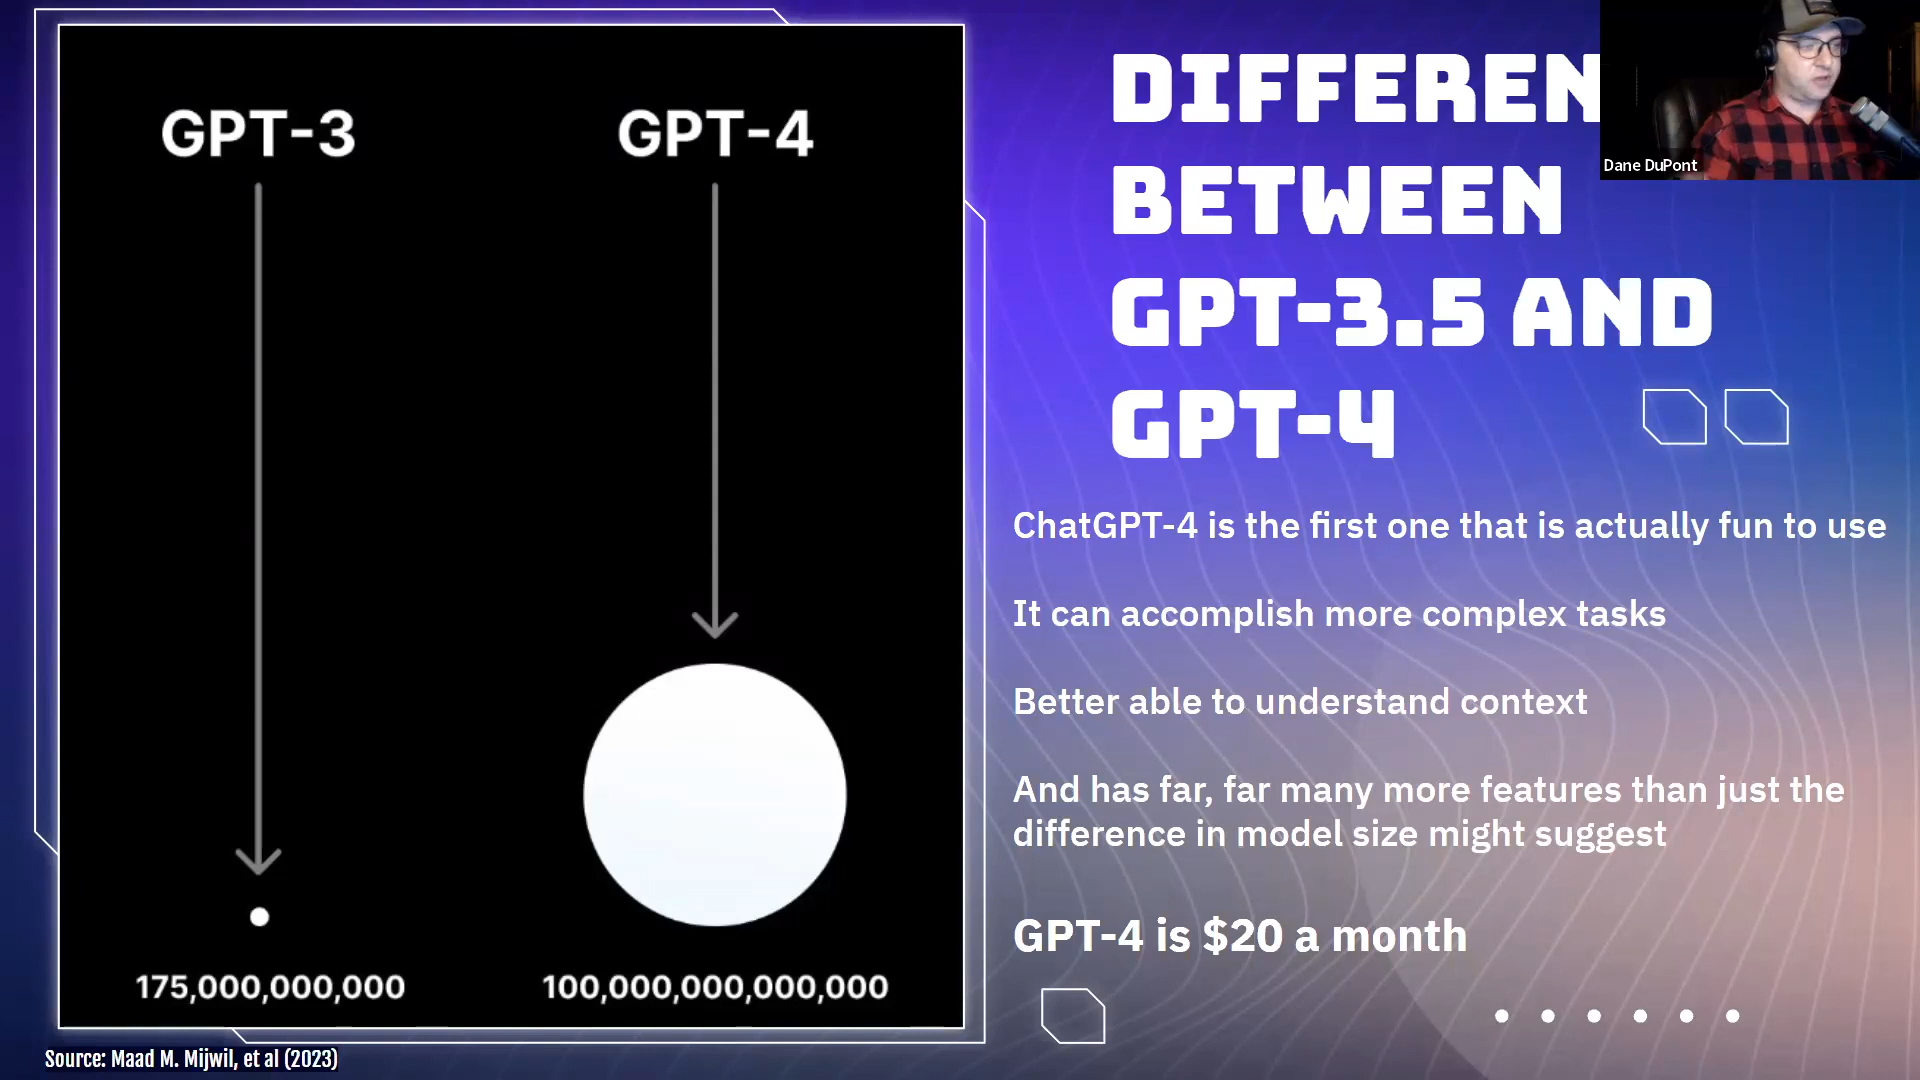 GPT-3
GPT-4
175,000,000,000
100,000,000,000,000
Source: Maad M. Mijwil, et al (2023)
DIFFEREN
BETWEEN
GPT-3.5 AND
GPT-4
ChatGPT-4 is the first one that is actually fun to use
It can accomplish more complex tasks
Better able to understand context
And has far, far many more features than just the
difference in model size might suggest
GPT-4 is $20 a month
Dane DuPont